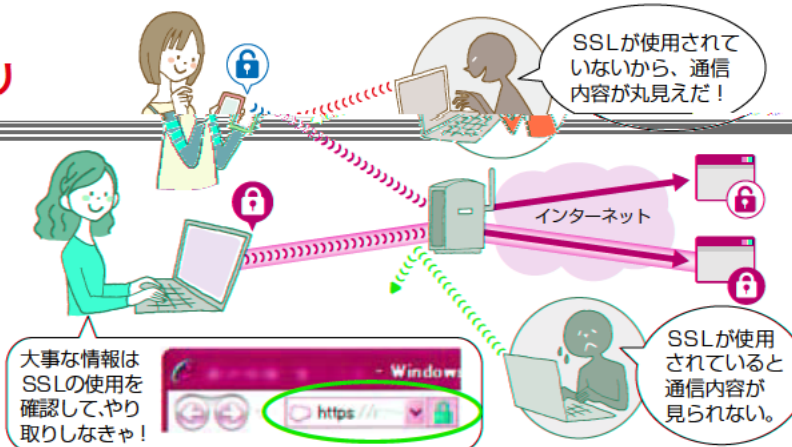 SSLが使用されて
いないから、通信
内容が丸見えだ!
インターネット
大事な情報は
SSLの使用を
確認して、やり
取りしなきゃ!
- Window
https://
SSLが使用
されていると
通信内容が
見られない。